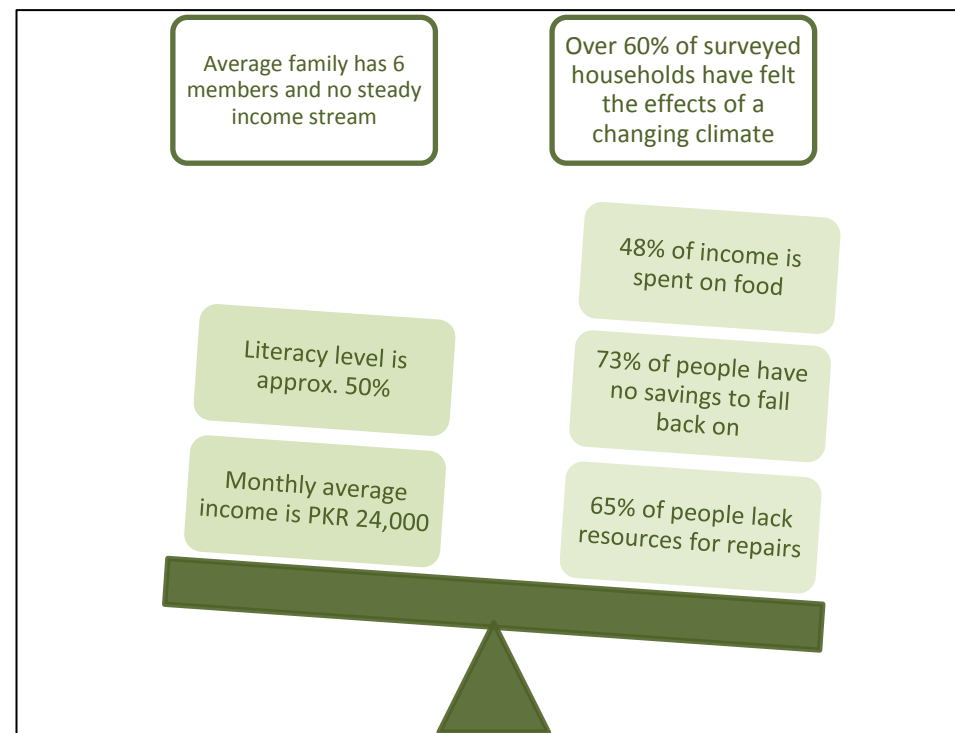 Average family has 6
members and no steady
income stream
Over 60% of surveyed
households have felt
the effects of a
changing climate
Literacy level is
approx. 50%
Monthly average
income is PKR 24,000
48% of income is
spent on food
73% of people have
no savings to fall
back on
65% of people lack
resources for repairs